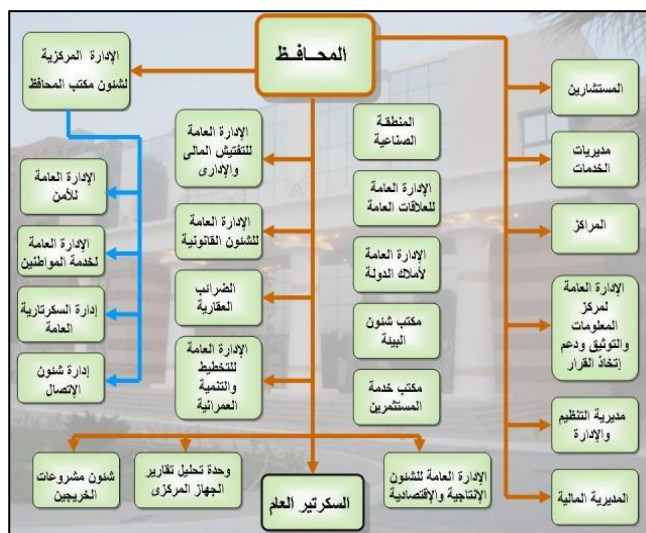 المحـــافـــظ
الإدارة المركزية
لشئون مكتب المحافظ
الإدارة العامة
للأمن
الإدارة العامة
لخدمة المواطنين
إدارة السكرتارية
العامة
إدارة شئون
الإتصال
المستشارين
مديريات
الخدمات
المراكز
الإدارة العامة
لمركز
المعلومات
والتوثيق ودعم
إتخاذ القرار
مديرية التنظيم
والإدارة
المديرية المالية
المنطقة
الصناعية
الإدارة العامة
للعلاقات العامة
الإدارة العامة
لأملاك الدولة
مكتب شئون
البيئة
مكتب خدمة
المستثمرين
الإدارة العامة
للتفتيش المالى
والإدارى
الإدارة العامة
للشئون القانونية
الضرائب
العقارية
الإدارة العامة
للتخطيط
والتنمية
العمرانية
الإدارة العامة للشئون
الإنتاجية والإقتصادية
السكرتير العام
وحدة تحليل تقارير
الجهاز المركزى
شئون مشروعات
الخريجين